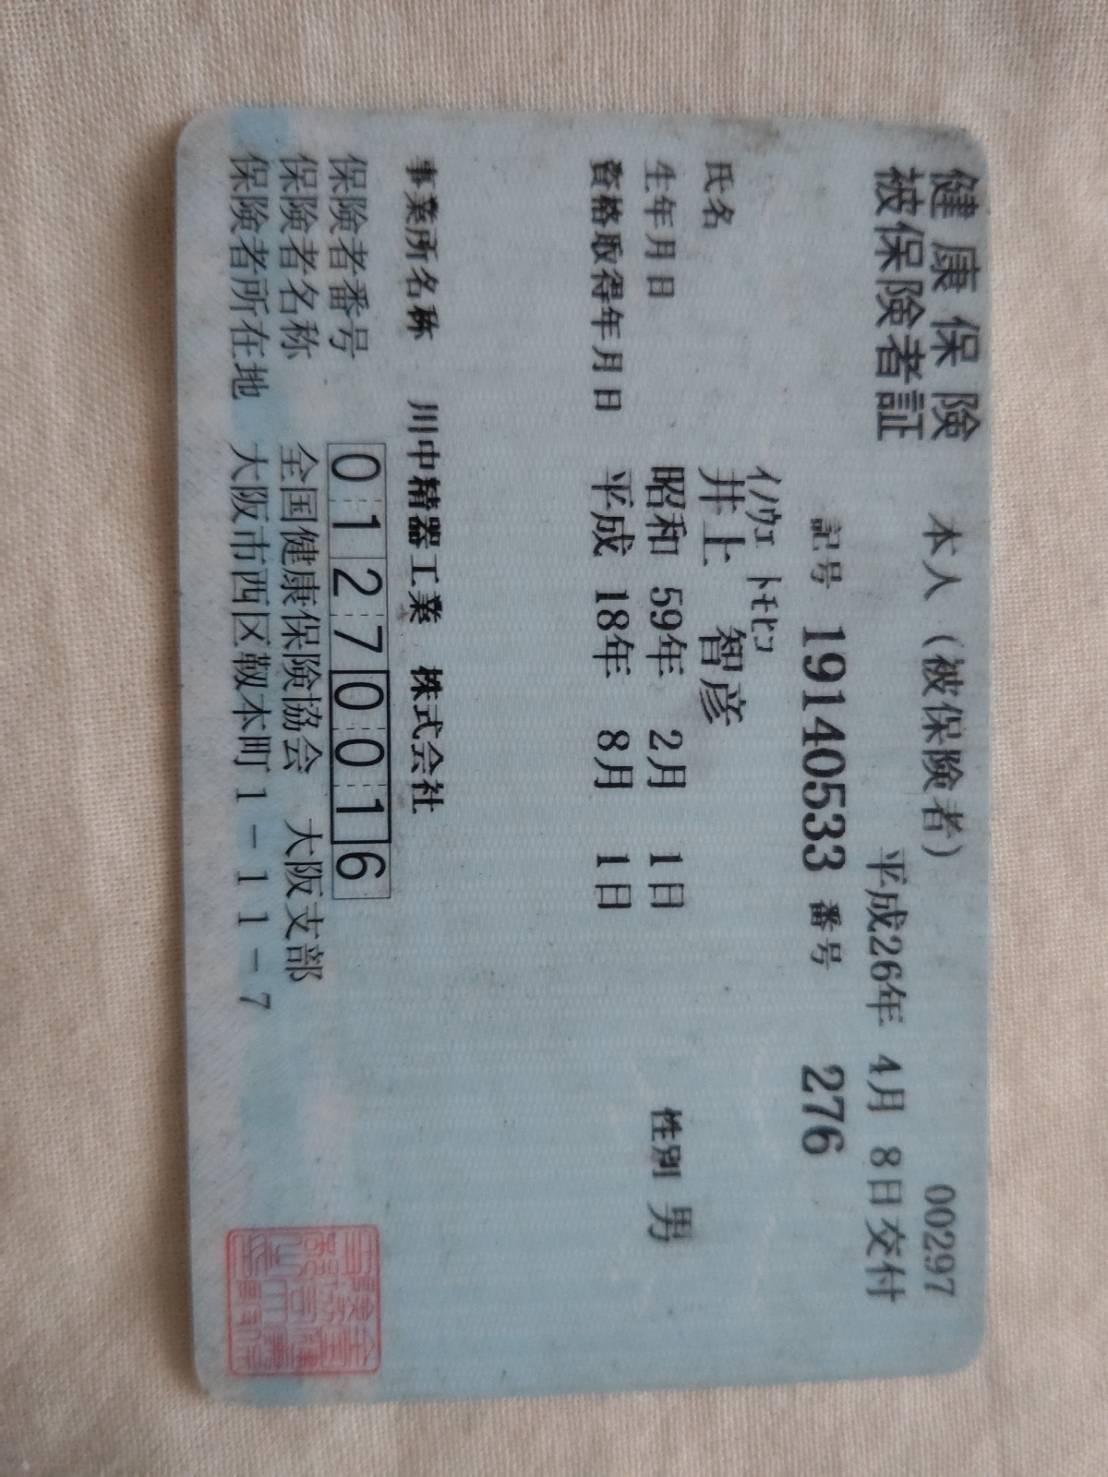 健康保険
被保険者証
本人（被保険者）
00297
平成26年 4月 8日交付
記号 19140533 番号 276
ｲﾉｳｴ ﾄﾓﾋｺ
氏名 井上 智彦
生年月日 昭和 59年 2月 1日 性別 男
資格取得年月日 平成 18年 8月 1日
事業所名称 川中精器工業 株式会社
保険者番号 01270016
保険者名称 全国健康保険協会 大阪支部
保険者所在地 大阪市西区靱本町1-11-7